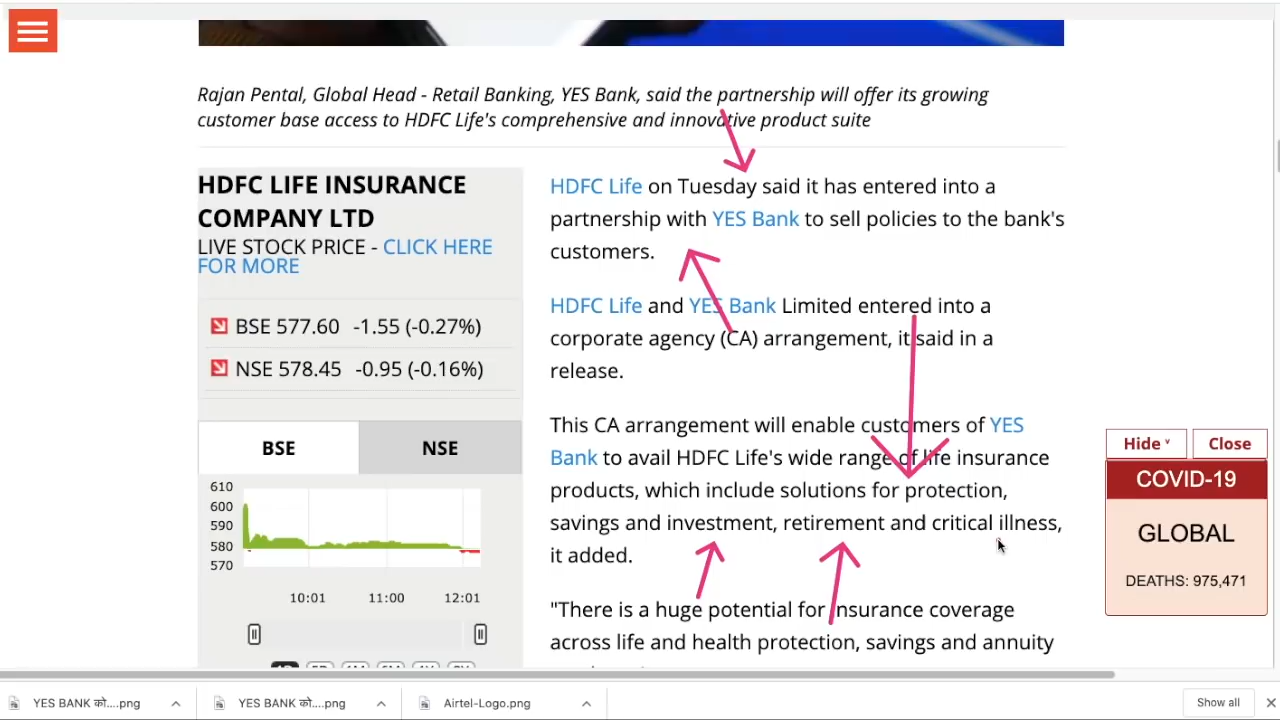 Rajan Pental, Global Head - Retail Banking, YES Bank, said the partnership will offer its growing
customer base access to HDFC Life's comprehensive and innovative product suite
HDFC LIFE INSURANCE
COMPANY LTD
LIVE STOCK PRICE - CLICK HERE
FOR MORE
BSE 577.60 -1.55 (-0.27%)
NSE 578.45 -0.95 (-0.16%)
BSE
NSE
610
600
590
580
570
10:01
11:00
12:01
HDFC Life on Tuesday said it has entered into a
partnership with YES Bank to sell policies to the bank's
customers.
HDFC Life and YES Bank Limited entered into a
corporate agency (CA) arrangement, it said in a
release.
This CA arrangement will enable customers of YES
Bank to avail HDFC Life's wide range of life insurance
products, which include solutions for protection,
savings and investment, retirement and critical illness,
it added.
"There is a huge potential for insurance coverage
across life and health protection, savings and annuity
Hide ˅
Close
COVID-19
GLOBAL
DEATHS: 975,471
YES BANK को....png
YES BANK को....png
Airtel-Logo.png
Show all